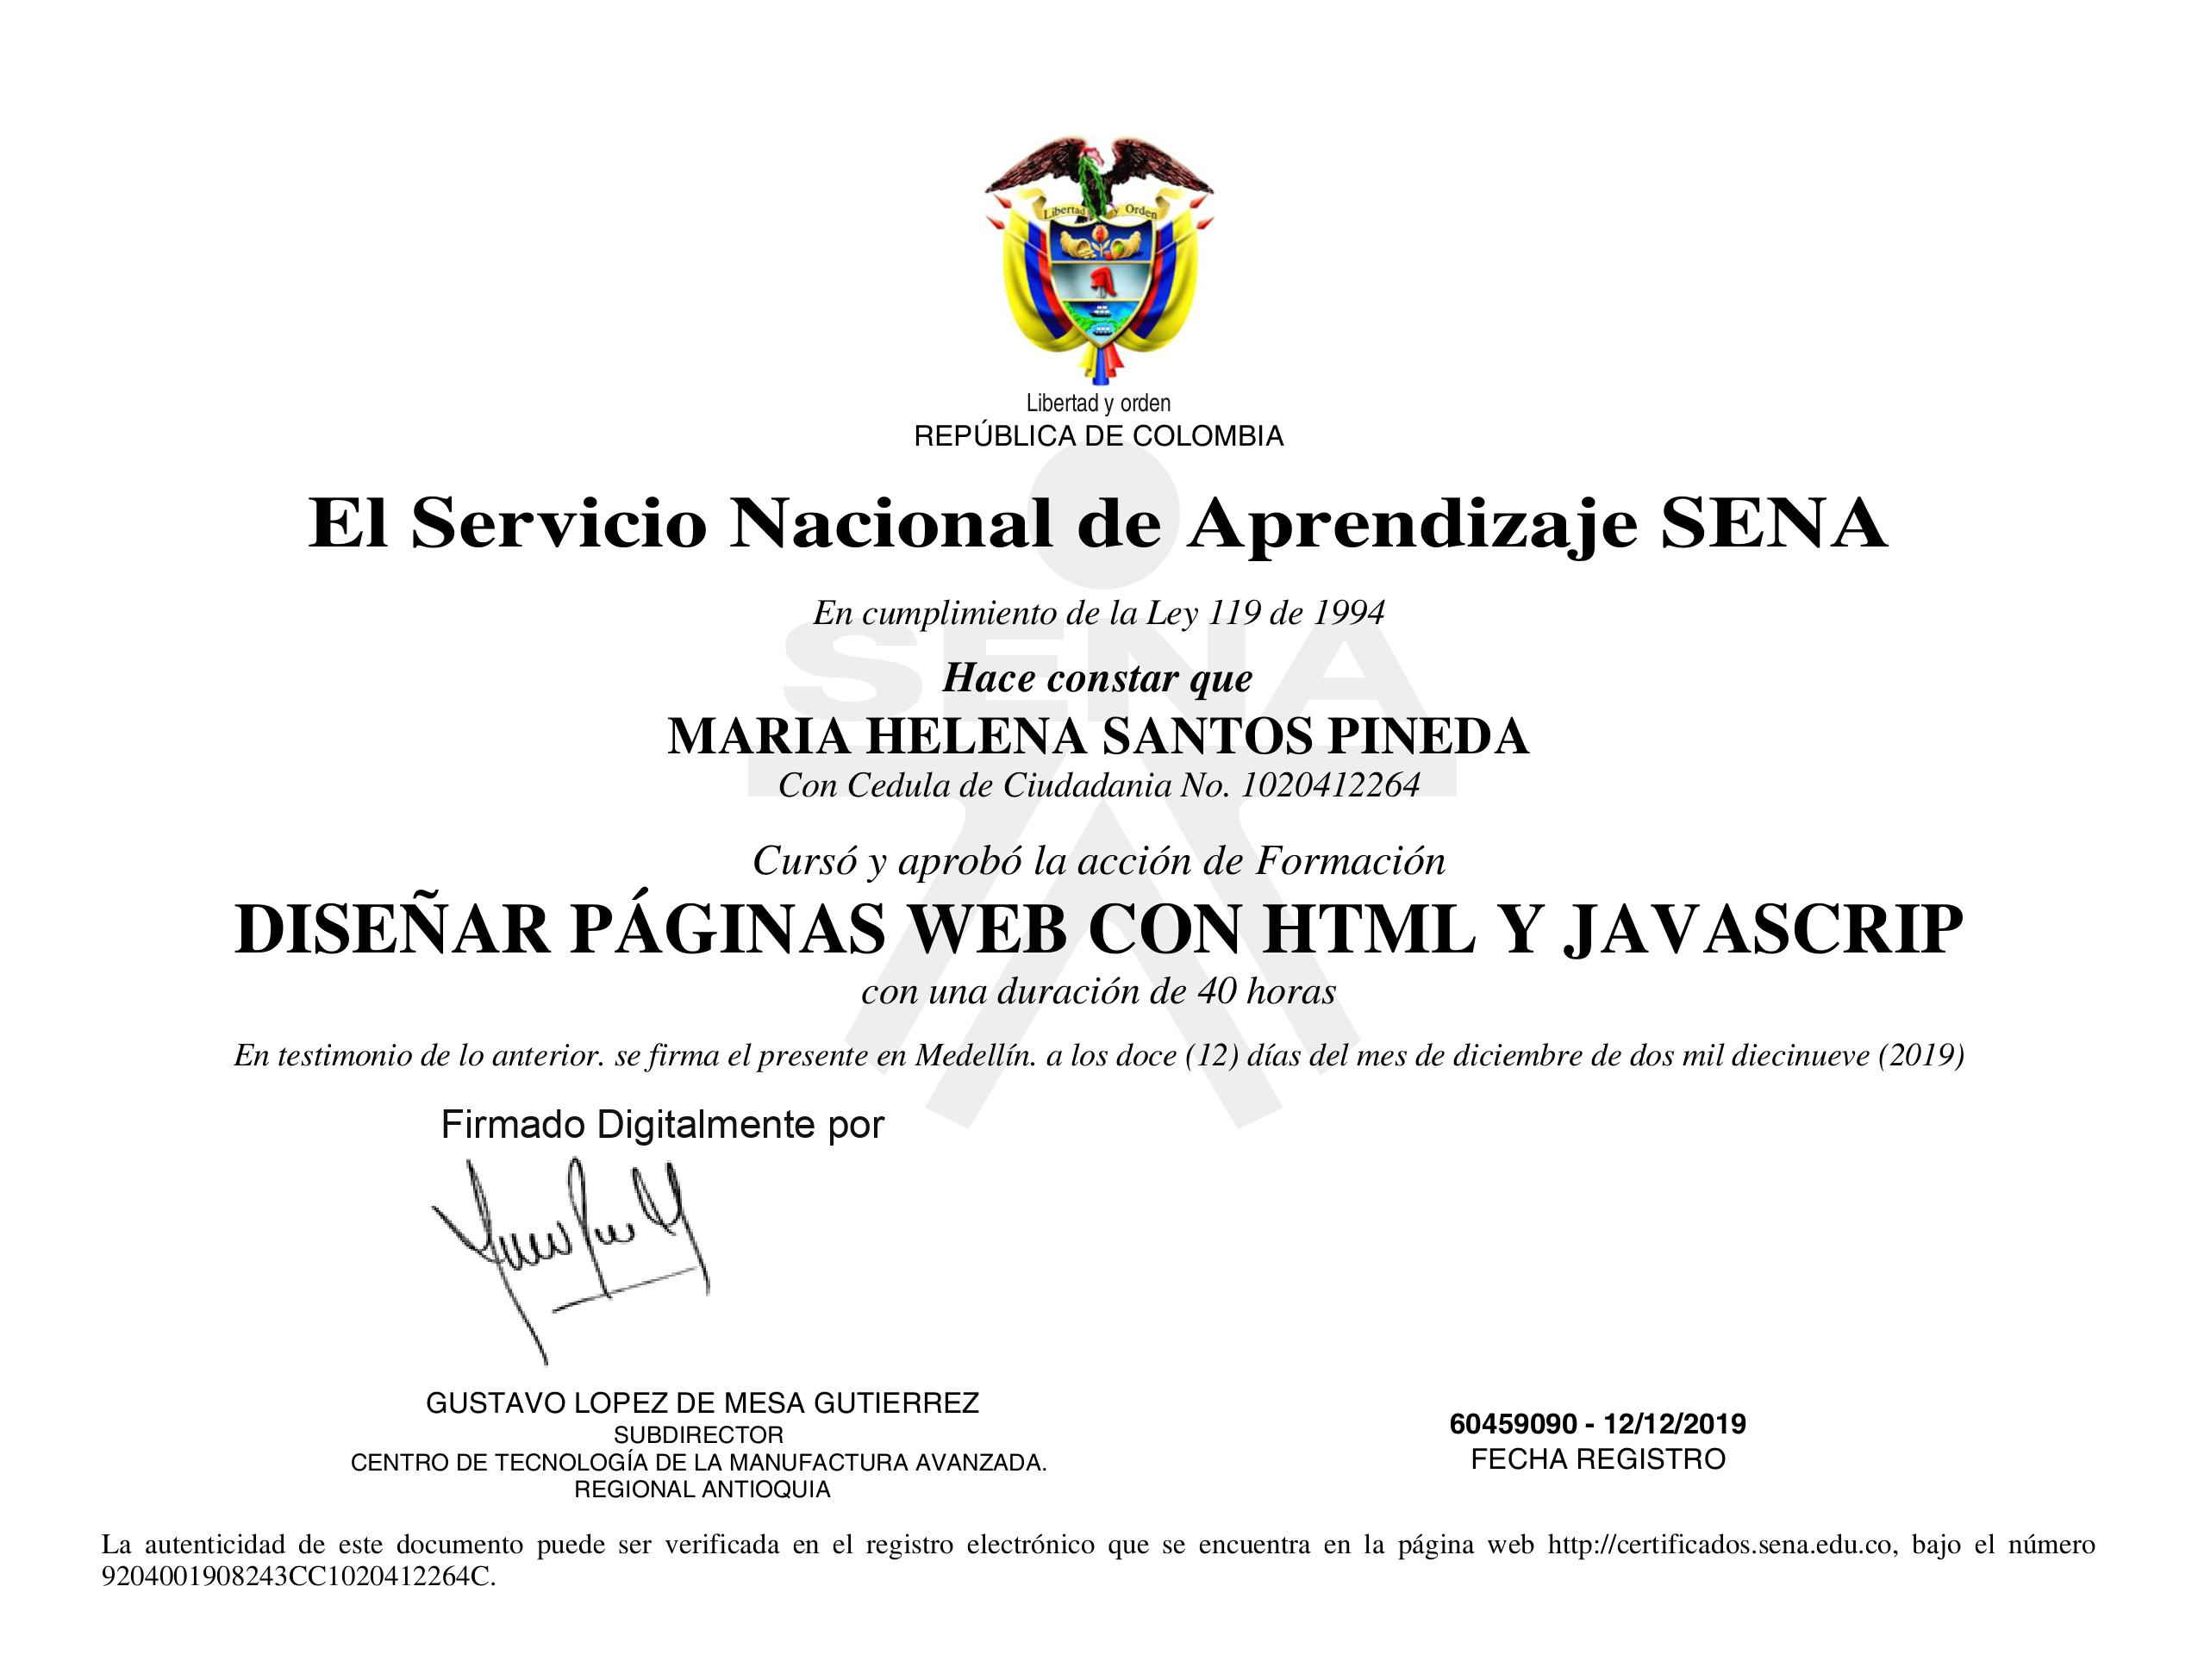 Libertad y Orden
Libertad y orden
REPÚBLICA DE COLOMBIA
El Servicio Nacional de Aprendizaje SENA
En cumplimiento de la Ley 119 de 1994
SENA
Hace constar que
MARIA HELENA SANTOS PINEDA
Con Cedula de Ciudadania No. 1020412264
Cursó y aprobó la acción de Formación
DISEÑAR PÁGINAS WEB CON HTML Y JAVASCRIP
con una duración de 40 horas
En testimonio de lo anterior. se firma el presente en Medellín. a los doce (12) días del mes de diciembre de dos mil diecinueve (2019)
Firmado Digitalmente por
GUSTAVO LOPEZ DE MESA GUTIERREZ
SUBDIRECTOR
CENTRO DE TECNOLOGÍA DE LA MANUFACTURA AVANZADA.
REGIONAL ANTIOQUIA
60459090 - 12/12/2019
FECHA REGISTRO
La autenticidad de este documento puede ser verificada en el registro electrónico que se encuentra en la página web http://certificados.sena.edu.co, bajo el número
9204001908243CC1020412264C.